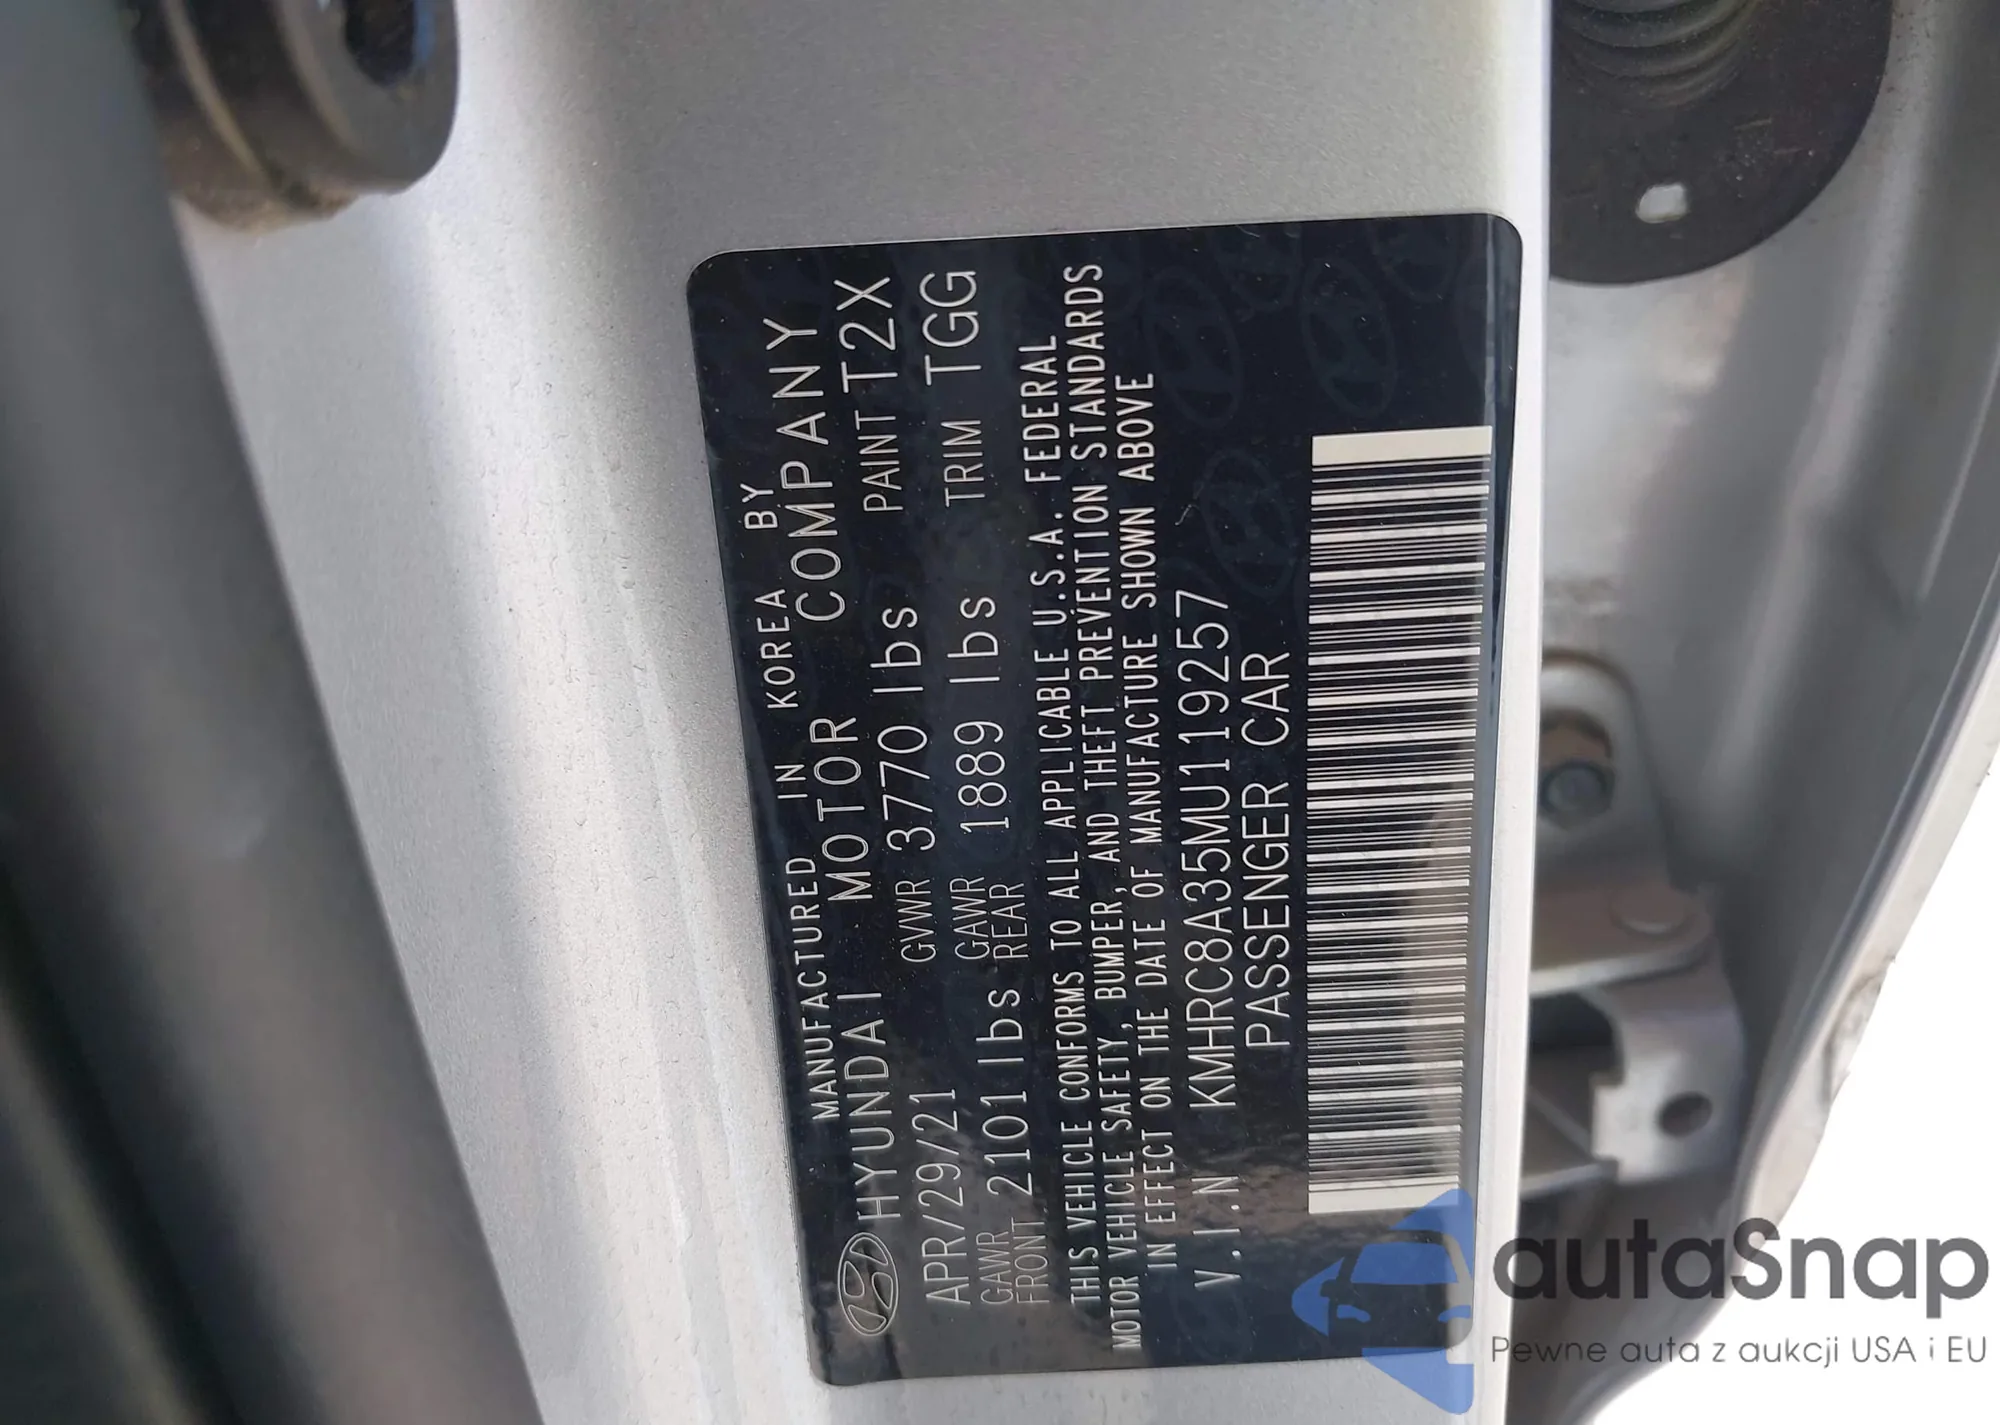 MANUFACTURED IN KOREA BY
HYUNDAI MOTOR COMPANY
APR/29/21 GVWR 3770 lbs PAINT T2X
GAWR FRONT 2101 lbs GAWR REAR 1889 lbs TRIM TGG
THIS VEHICLE CONFORMS TO ALL APPLICABLE U.S.A. FEDERAL
MOTOR VEHICLE SAFETY, BUMPER, AND THEFT PREVENTION STANDARDS
IN EFFECT ON THE DATE OF MANUFACTURE SHOWN ABOVE
V.I.N KMHRC8A35MU119257
PASSENGER CAR
autaSnap
Pewne auta z aukcji USA i EU